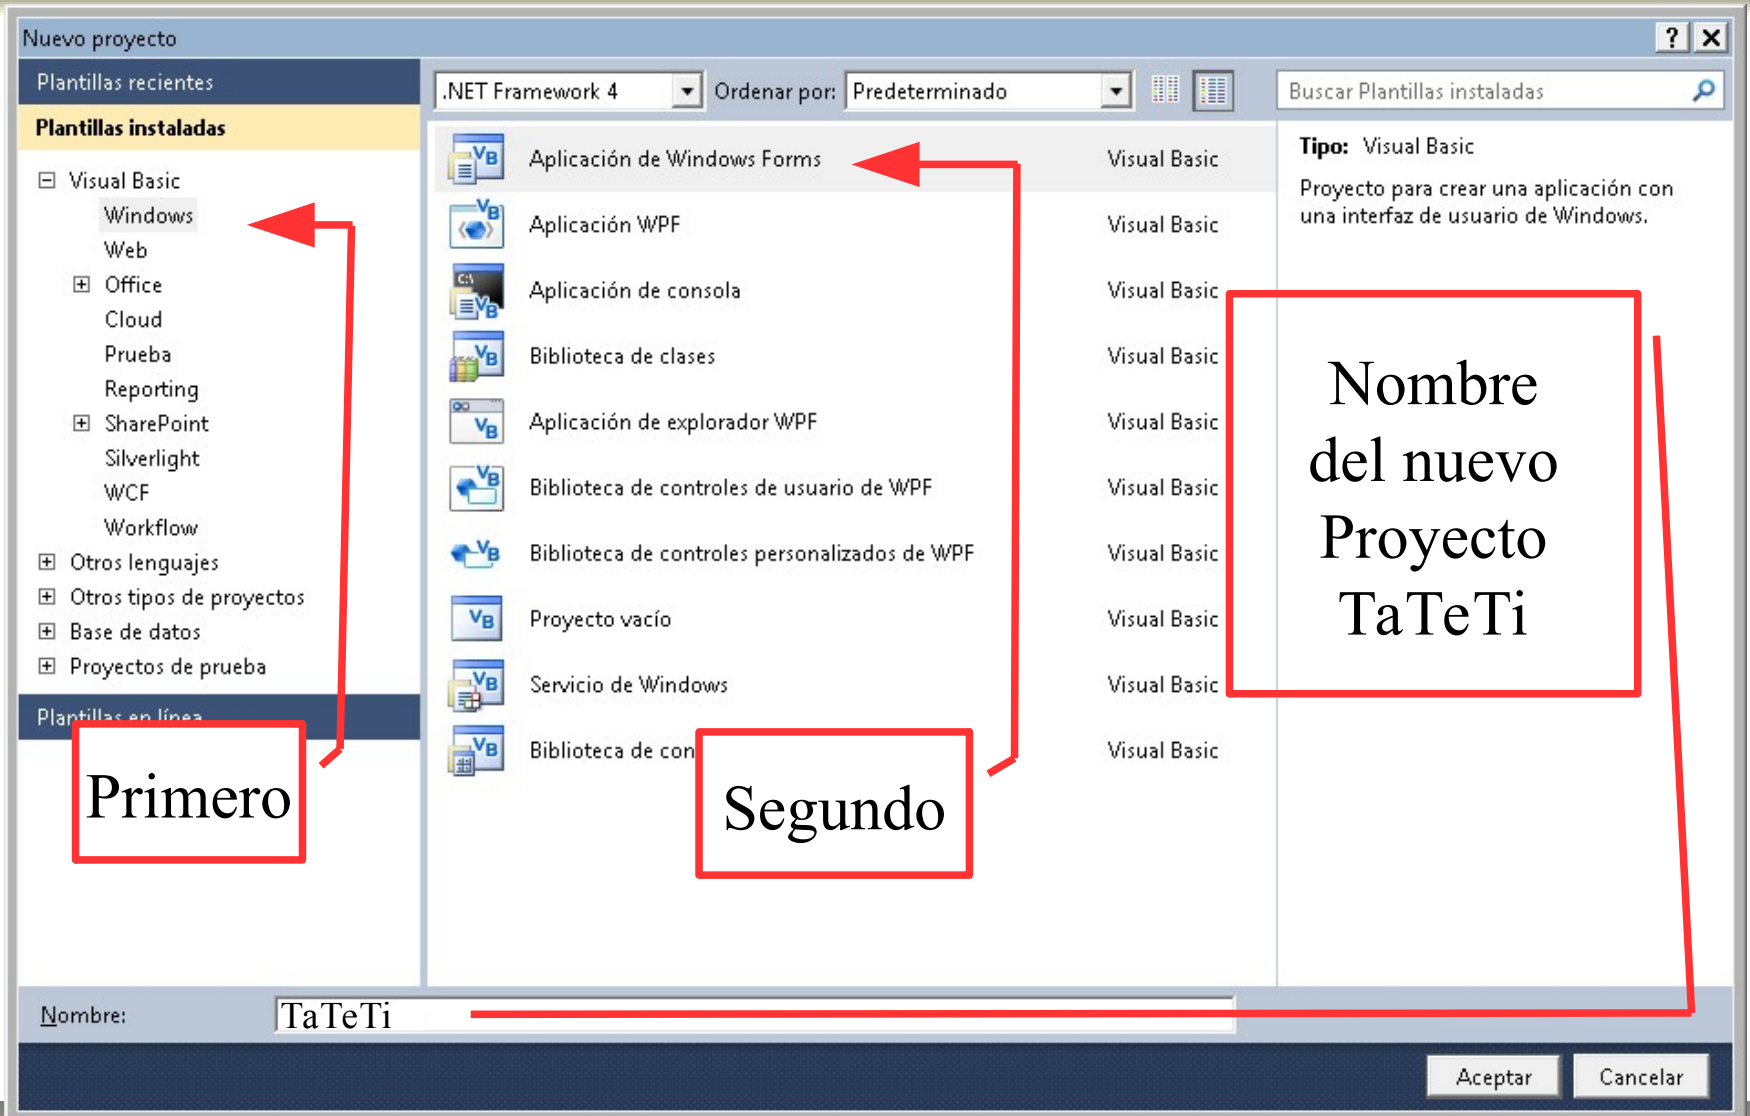 Nuevo proyecto
Plantillas recientes
.NET Framework 4
Ordenar por:
Predeterminado
Buscar Plantillas instaladas
Plantillas instaladas
Visual Basic
Windows
Web
Office
Cloud
Prueba
Reporting
SharePoint
Silverlight
WCF
Workflow
Otros lenguajes
Otros tipos de proyectos
Base de datos
Proyectos de prueba
Plantillas en línea
Primero
Aplicación de Windows Forms Visual Basic
Aplicación WPF Visual Basic
Aplicación de consola Visual Basic
Biblioteca de clases Visual Basic
Aplicación de explorador WPF Visual Basic
Biblioteca de controles de usuario de WPF Visual Basic
Biblioteca de controles personalizados de WPF Visual Basic
Proyecto vacío Visual Basic
Servicio de Windows Visual Basic
Biblioteca de con Visual Basic
Segundo
Tipo: Visual Basic
Proyecto para crear una aplicación con
una interfaz de usuario de Windows.
Nombre
del nuevo
Proyecto
TaTeTi
Nombre: TaTeTi
Aceptar
Cancelar